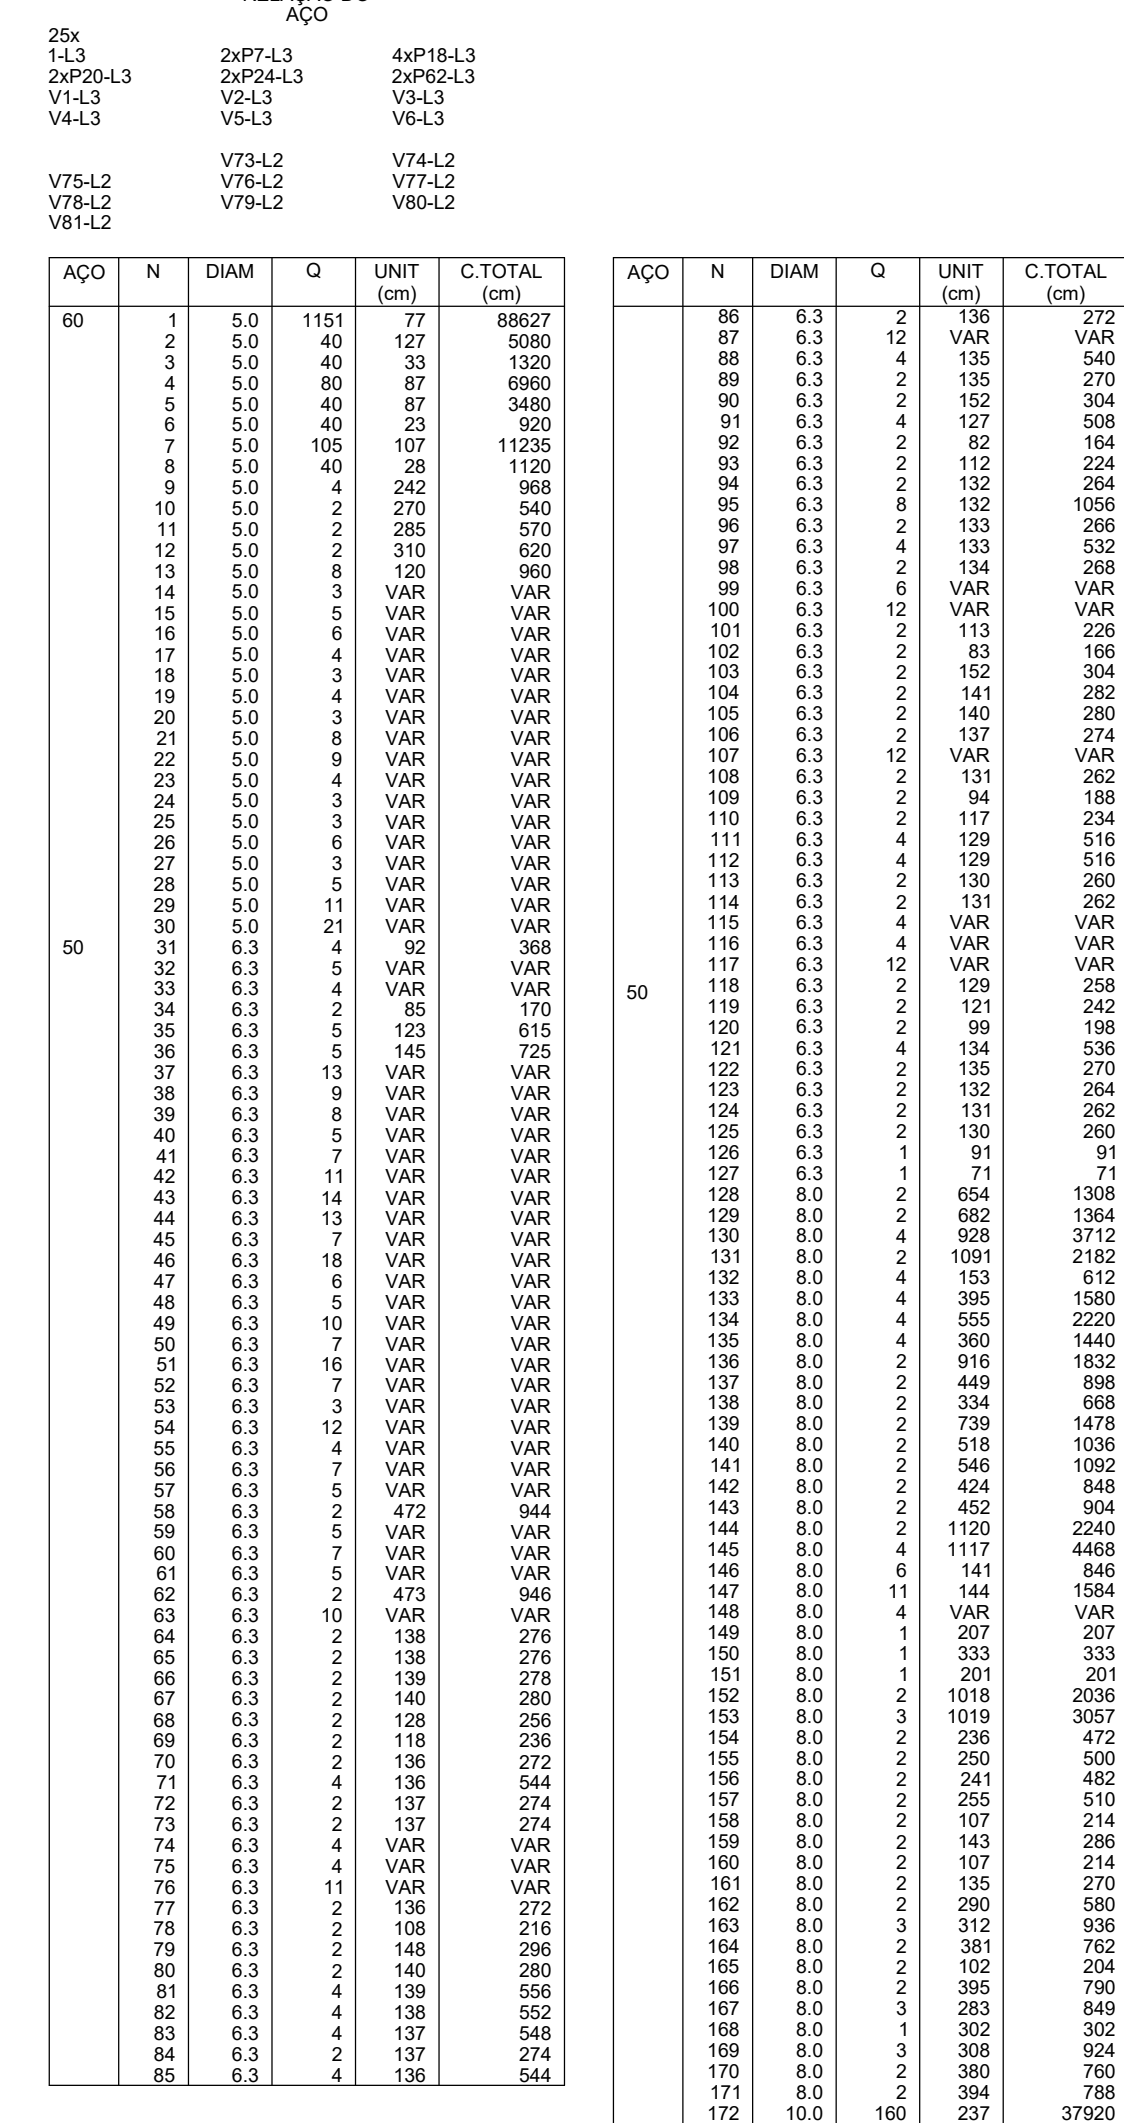 RELAÇÃO DO
AÇO
25x
1-L3 2xP7-L3 4xP18-L3
2xP20-L3 2xP24-L3 2xP62-L3
V1-L3 V2-L3 V3-L3
V4-L3 V5-L3 V6-L3
V73-L2 V74-L2
V75-L2 V76-L2 V77-L2
V78-L2 V79-L2 V80-L2
V81-L2
AÇO N DIAM Q UNIT C.TOTAL
(cm) (cm)
60 1 5.0 1151 77 88627
2 5.0 40 127 5080
3 5.0 40 33 1320
4 5.0 80 87 6960
5 5.0 40 87 3480
6 5.0 40 23 920
7 5.0 105 107 11235
8 5.0 40 28 1120
9 5.0 4 242 968
10 5.0 2 270 540
11 5.0 2 285 570
12 5.0 2 310 620
13 5.0 8 120 960
14 5.0 3 VAR VAR
15 5.0 5 VAR VAR
16 5.0 6 VAR VAR
17 5.0 4 VAR VAR
18 5.0 3 VAR VAR
19 5.0 4 VAR VAR
20 5.0 3 VAR VAR
21 5.0 8 VAR VAR
22 5.0 9 VAR VAR
23 5.0 4 VAR VAR
24 5.0 3 VAR VAR
25 5.0 3 VAR VAR
26 5.0 6 VAR VAR
27 5.0 3 VAR VAR
28 5.0 5 VAR VAR
29 5.0 11 VAR VAR
30 5.0 21 VAR VAR
50 31 6.3 4 92 368
32 6.3 5 VAR VAR
33 6.3 4 VAR VAR
34 6.3 2 85 170
35 6.3 5 123 615
36 6.3 5 145 725
37 6.3 13 VAR VAR
38 6.3 9 VAR VAR
39 6.3 8 VAR VAR
40 6.3 5 VAR VAR
41 6.3 7 VAR VAR
42 6.3 11 VAR VAR
43 6.3 14 VAR VAR
44 6.3 13 VAR VAR
45 6.3 7 VAR VAR
46 6.3 18 VAR VAR
47 6.3 6 VAR VAR
48 6.3 5 VAR VAR
49 6.3 10 VAR VAR
50 6.3 7 VAR VAR
51 6.3 16 VAR VAR
52 6.3 7 VAR VAR
53 6.3 3 VAR VAR
54 6.3 12 VAR VAR
55 6.3 4 VAR VAR
56 6.3 7 VAR VAR
57 6.3 5 VAR VAR
58 6.3 2 472 944
59 6.3 5 VAR VAR
60 6.3 7 VAR VAR
61 6.3 5 VAR VAR
62 6.3 2 473 946
63 6.3 10 VAR VAR
64 6.3 2 138 276
65 6.3 2 138 276
66 6.3 2 139 278
67 6.3 2 140 280
68 6.3 2 128 256
69 6.3 2 118 236
70 6.3 2 136 272
71 6.3 4 136 544
72 6.3 2 137 274
73 6.3 2 137 274
74 6.3 4 VAR VAR
75 6.3 4 VAR VAR
76 6.3 11 VAR VAR
77 6.3 2 136 272
78 6.3 2 108 216
79 6.3 2 148 296
80 6.3 2 140 280
81 6.3 4 139 556
82 6.3 4 138 552
83 6.3 4 137 548
84 6.3 2 137 274
85 6.3 4 136 544
AÇO N DIAM Q UNIT C.TOTAL
(cm) (cm)
86 6.3 2 136 272
87 6.3 12 VAR VAR
88 6.3 4 135 540
89 6.3 2 135 270
90 6.3 2 152 304
91 6.3 4 127 508
92 6.3 2 82 164
93 6.3 2 112 224
94 6.3 2 132 264
95 6.3 8 132 1056
96 6.3 2 133 266
97 6.3 4 133 532
98 6.3 2 134 268
99 6.3 6 VAR VAR
100 6.3 12 VAR VAR
101 6.3 2 113 226
102 6.3 2 83 166
103 6.3 2 152 304
104 6.3 2 141 282
105 6.3 2 140 280
106 6.3 2 137 274
107 6.3 12 VAR VAR
108 6.3 2 131 262
109 6.3 2 94 188
110 6.3 2 117 234
111 6.3 4 129 516
112 6.3 4 129 516
113 6.3 2 130 260
114 6.3 2 131 262
115 6.3 4 VAR VAR
116 6.3 4 VAR VAR
117 6.3 12 VAR VAR
50 118 6.3 2 129 258
119 6.3 2 121 242
120 6.3 2 99 198
121 6.3 4 134 536
122 6.3 2 135 270
123 6.3 2 132 264
124 6.3 2 131 262
125 6.3 2 130 260
126 6.3 1 91 91
127 6.3 1 71 71
128 8.0 2 654 1308
129 8.0 2 682 1364
130 8.0 4 928 3712
131 8.0 2 1091 2182
132 8.0 4 153 612
133 8.0 4 395 1580
134 8.0 4 555 2220
135 8.0 4 360 1440
136 8.0 2 916 1832
137 8.0 2 449 898
138 8.0 2 334 668
139 8.0 2 739 1478
140 8.0 2 518 1036
141 8.0 2 546 1092
142 8.0 2 424 848
143 8.0 2 452 904
144 8.0 2 1120 2240
145 8.0 4 1117 4468
146 8.0 6 141 846
147 8.0 11 144 1584
148 8.0 4 VAR VAR
149 8.0 1 207 207
150 8.0 1 333 333
151 8.0 1 201 201
152 8.0 2 1018 2036
153 8.0 3 1019 3057
154 8.0 2 236 472
155 8.0 2 250 500
156 8.0 2 241 482
157 8.0 2 255 510
158 8.0 2 107 214
159 8.0 2 143 286
160 8.0 2 107 214
161 8.0 2 135 270
162 8.0 2 290 580
163 8.0 3 312 936
164 8.0 2 381 762
165 8.0 2 102 204
166 8.0 2 395 790
167 8.0 3 283 849
168 8.0 1 302 302
169 8.0 3 308 924
170 8.0 2 380 760
171 8.0 2 394 788
172 10.0 160 237 37920